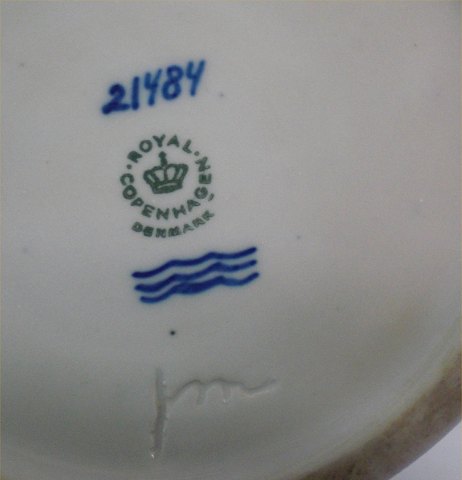 21484
ROYAL
COPENHAGEN
DENMARK